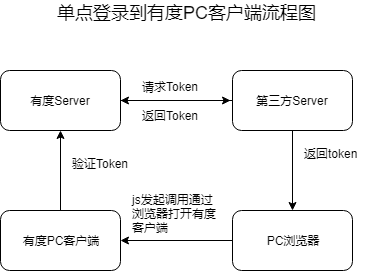 单点登录到有度PC客户端流程图
请求Token
有度Server
第三方Server
返回Token
返回token
验证Token
js发起调用通过
浏览器打开有度
客户端
有度PC客户端
PC浏览器